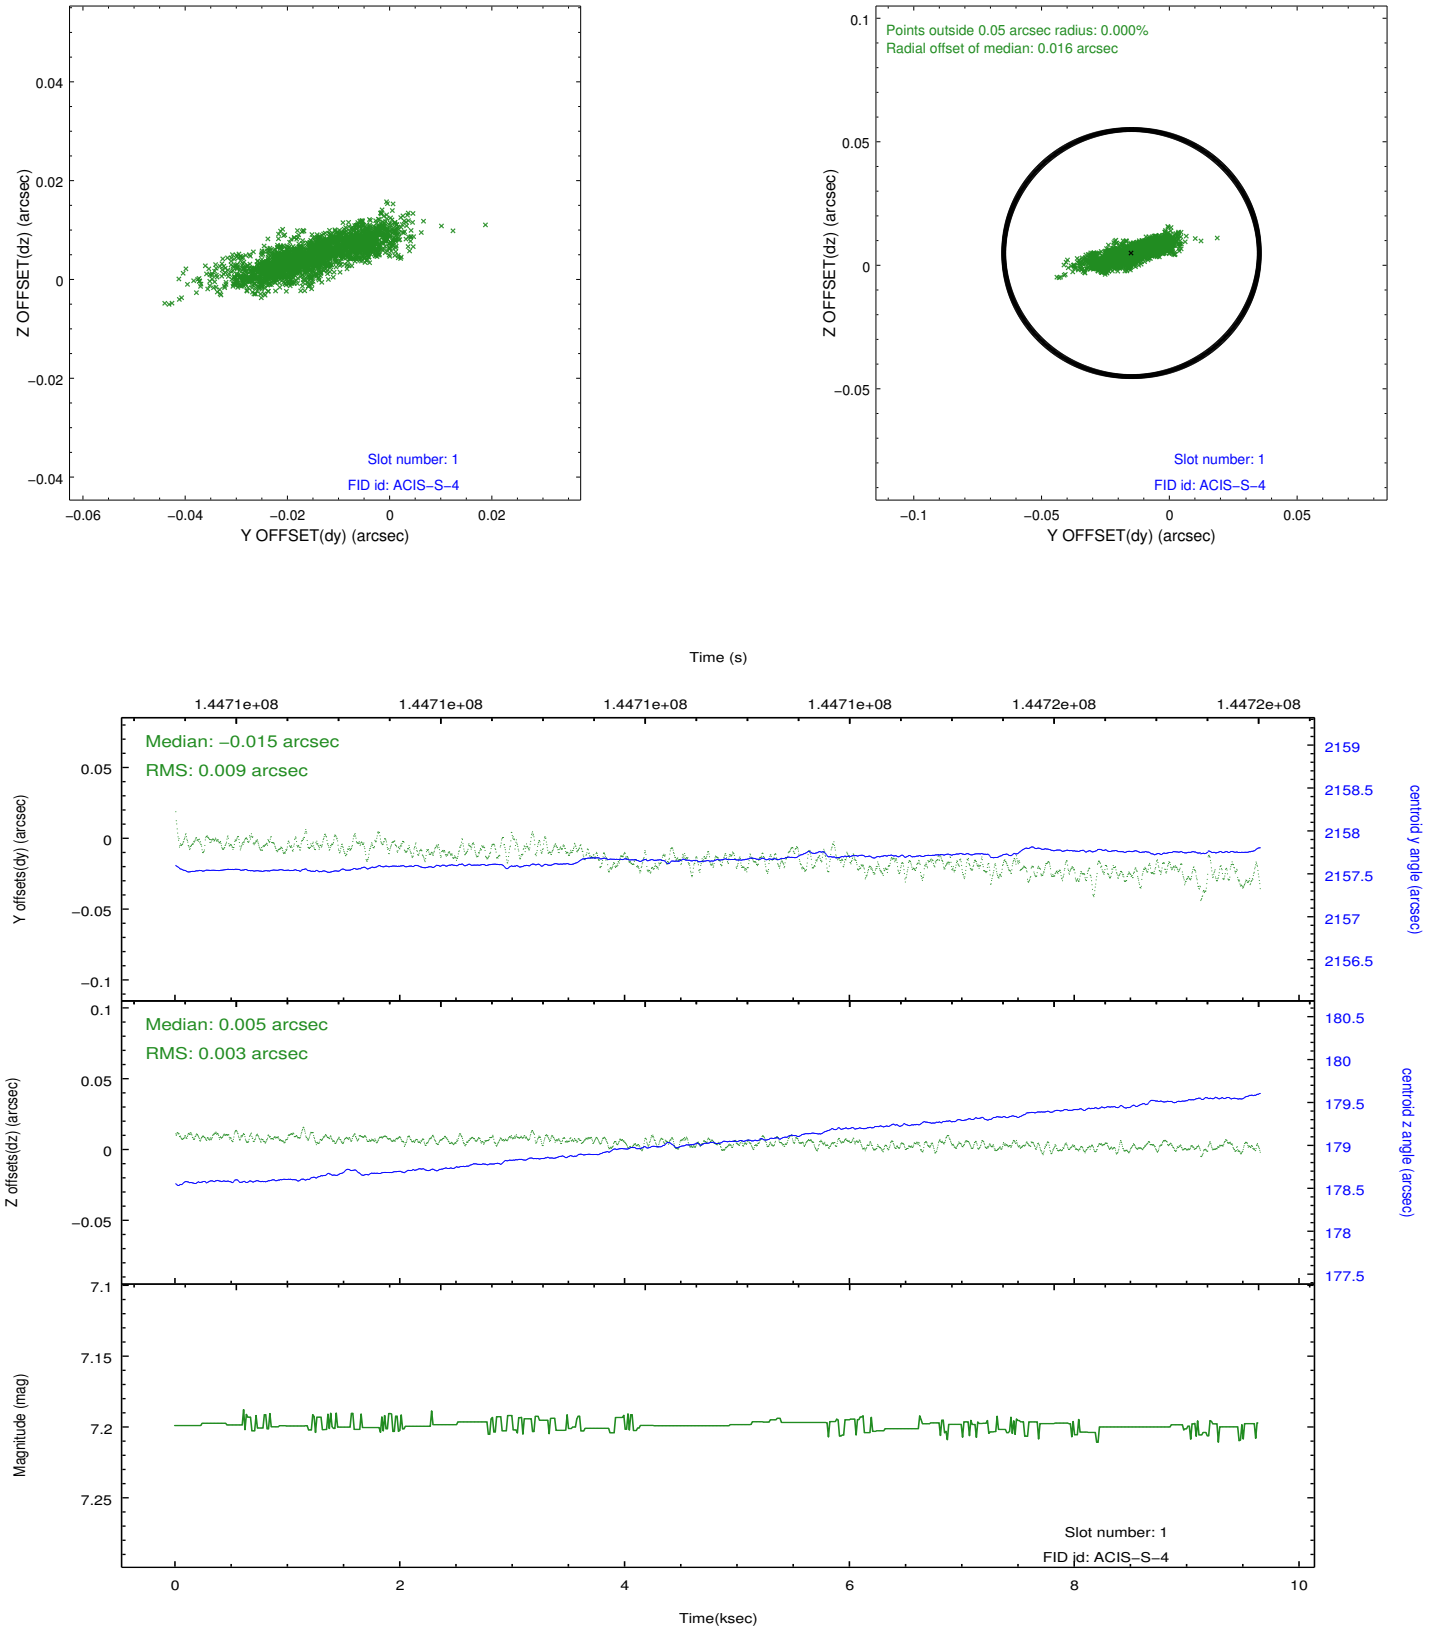 0.04
0.02
0
−0.02
−0.04
Z OFFSET(dz) (arcsec)
−0.06
−0.04
−0.02
0
0.02
Y OFFSET(dy) (arcsec)
Slot number: 1
FID id: ACIS−S−4
Points outside 0.05 arcsec radius: 0.000%
Radial offset of median: 0.016 arcsec
0.1
0.05
0
−0.05
Z OFFSET(dz) (arcsec)
−0.1
−0.05
0
0.05
Y OFFSET(dy) (arcsec)
Slot number: 1
FID id: ACIS−S−4
Time (s)
1.4471e+08
1.4471e+08
1.4471e+08
1.4471e+08
1.4472e+08
1.4472e+08
Median: −0.015 arcsec
RMS: 0.009 arcsec
0.05
0
−0.05
−0.1
Y offsets(dy) (arcsec)
2159
2158.5
2158
2157.5
2157
2156.5
centroid y angle (arcsec)
Median: 0.005 arcsec
RMS: 0.003 arcsec
0.1
0.05
0
−0.05
Z offsets(dz) (arcsec)
180.5
180
179.5
179
178.5
178
177.5
centroid z angle (arcsec)
7.1
7.15
7.2
7.25
Magnitude (mag)
Slot number: 1
FID id: ACIS−S−4
0
2
4
6
8
10
Time(ksec)